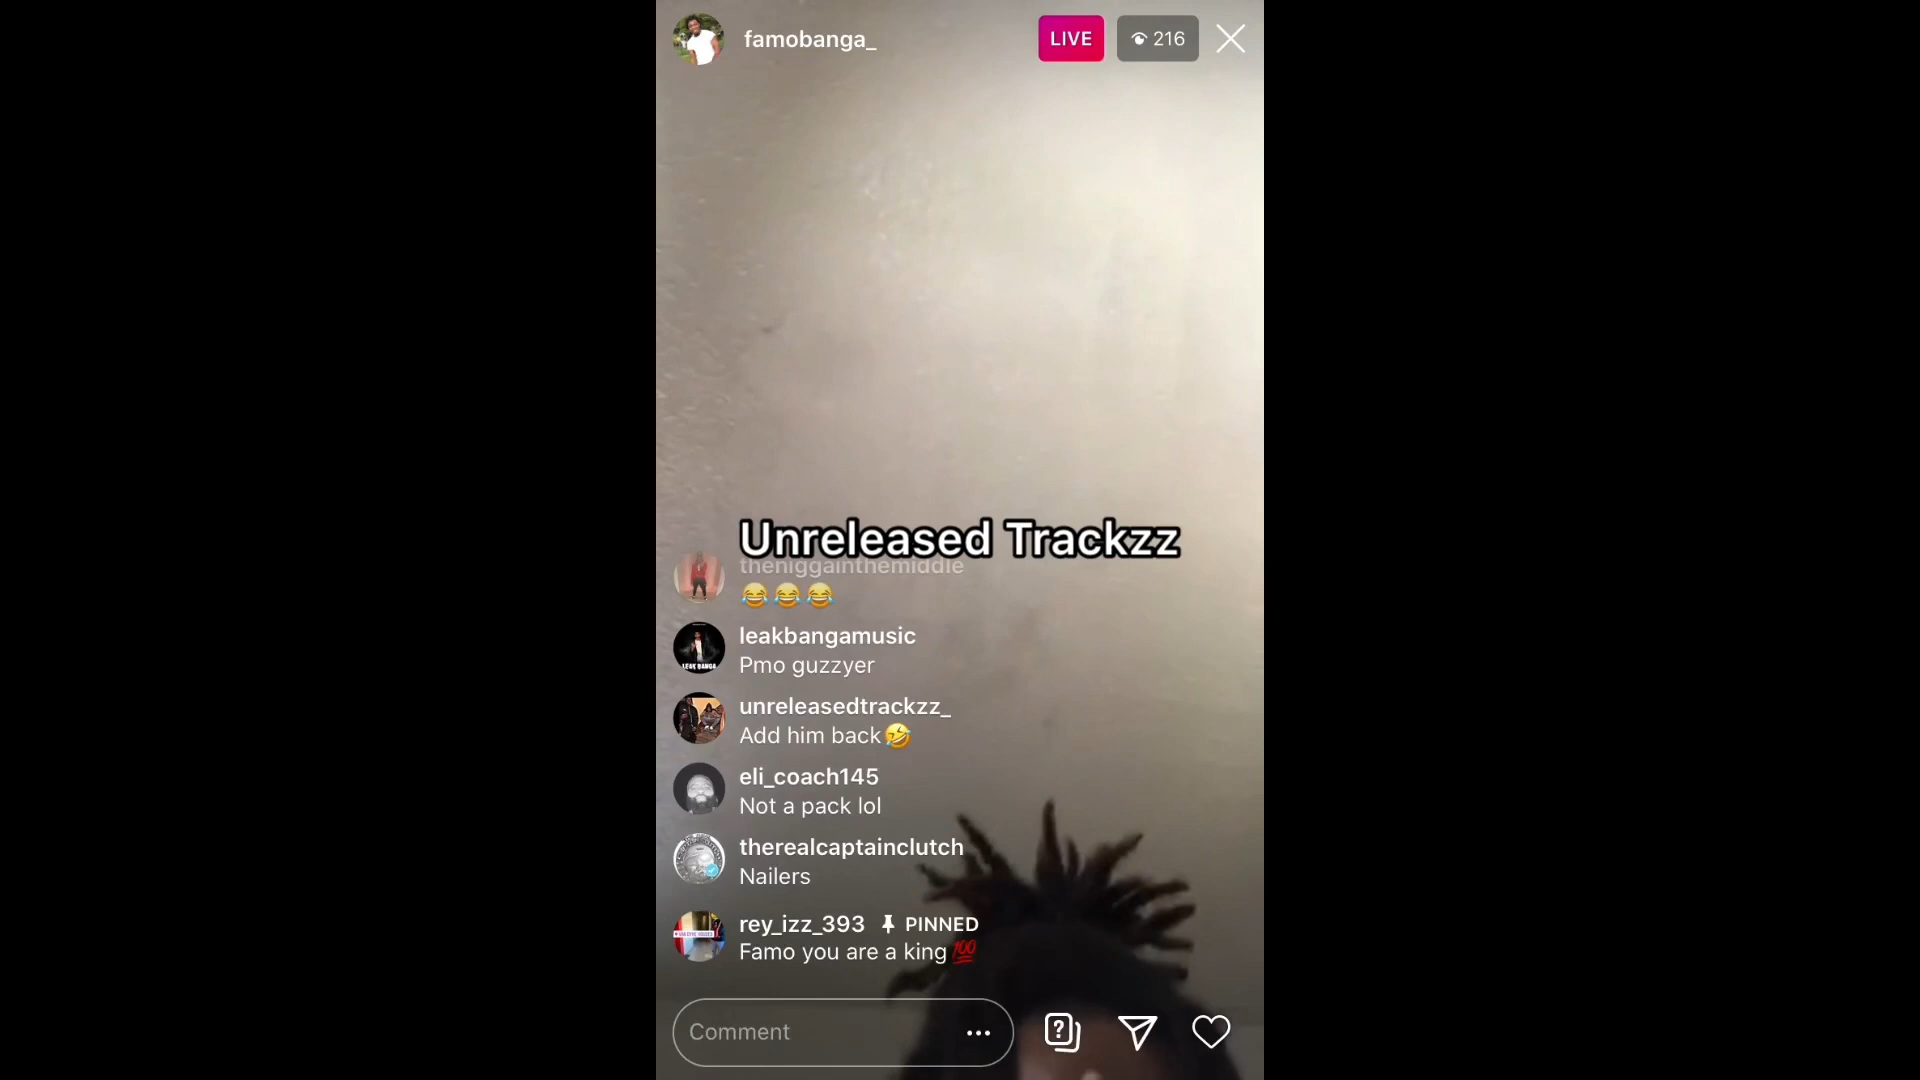 famobanga_
LIVE
216
Unreleased Trackzz
theniggainthemiddle
😂😂😂
leakbangamusic
Pmo guzzyer
unreleasedtrackzz_
Add him back🤣
eli_coach145
Not a pack lol
therealcaptainclutch
Nailers
rey_izz_393 PINNED
Famo you are a king💯
Comment